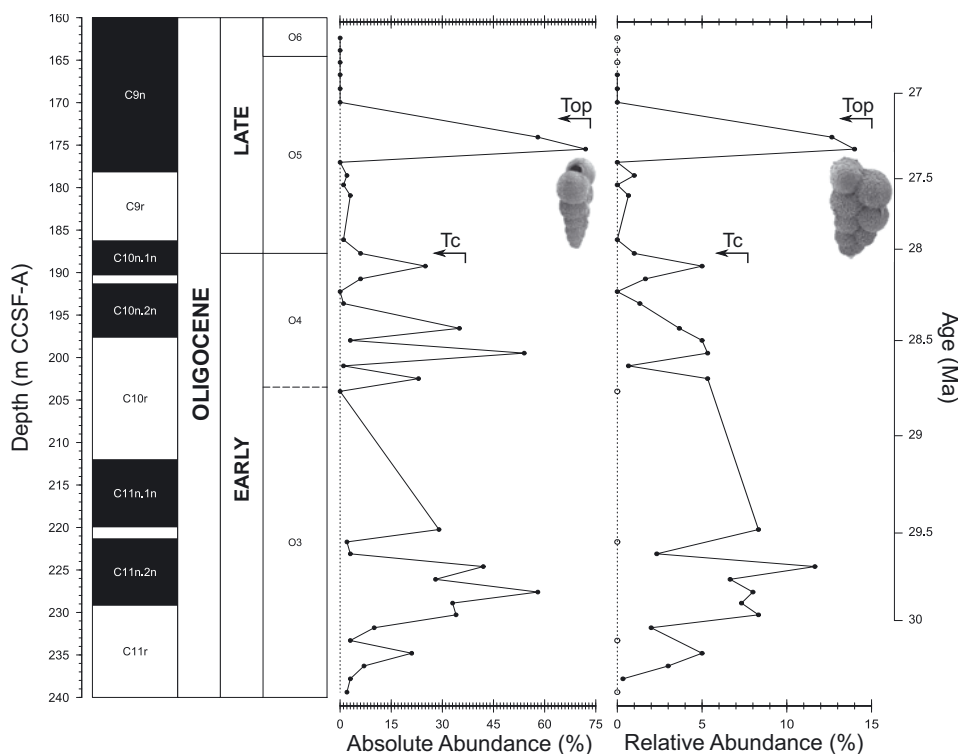 Depth (m CCSF-A)
160
165
170
175
180
185
190
195
200
205
210
215
220
225
230
235
240
C9n
C9r
C10n.1n
C10n.2n
C10r
C11n.1n
C11n.2n
C11r
OLIGOCENE
LATE
EARLY
O6
O5
O4
O3
Top
Tc
0
15
30
45
60
75
Absolute Abundance (%)
Top
Tc
0
5
10
15
Relative Abundance (%)
27
27.5
28
28.5
29
29.5
30
Age (Ma)